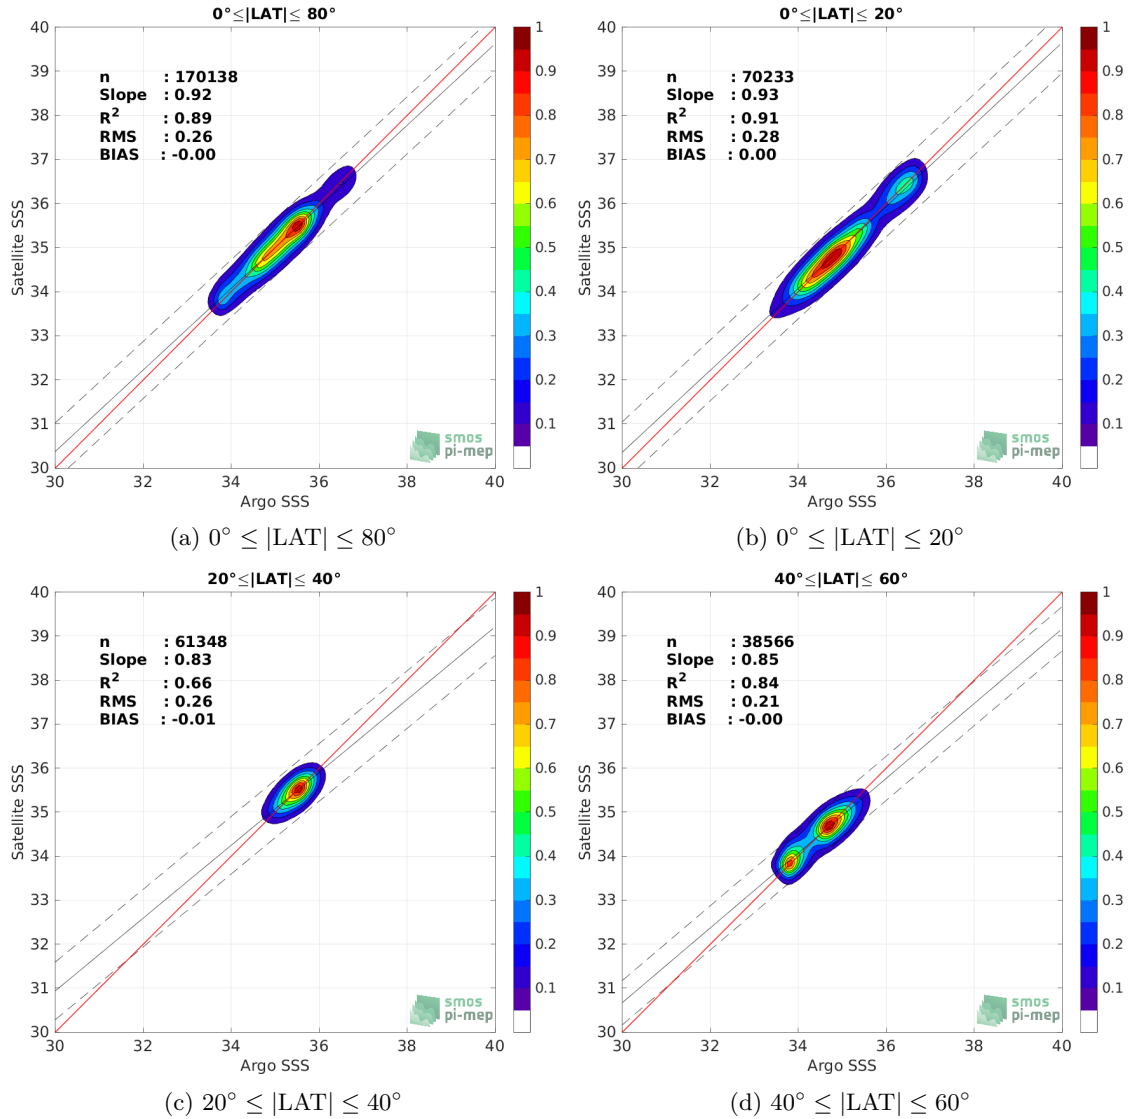 0°≤|LAT|≤ 80°
n : 170138
Slope : 0.92
R² : 0.89
RMS : 0.26
BIAS : -0.00
40
39
38
37
36
35
34
33
32
31
30
Satellite SSS
30 32 34 36 38 40
Argo SSS
1
0.9
0.8
0.7
0.6
0.5
0.4
0.3
0.2
0.1
smos
pi-mep
(a) 0° ≤ |LAT| ≤ 80°
0°≤|LAT|≤ 20°
n : 70233
Slope : 0.93
R² : 0.91
RMS : 0.28
BIAS : 0.00
40
39
38
37
36
35
34
33
32
31
30
Satellite SSS
30 32 34 36 38 40
Argo SSS
1
0.9
0.8
0.7
0.6
0.5
0.4
0.3
0.2
0.1
smos
pi-mep
(b) 0° ≤ |LAT| ≤ 20°
20°≤|LAT|≤ 40°
n : 61348
Slope : 0.83
R² : 0.66
RMS : 0.26
BIAS : -0.01
40
39
38
37
36
35
34
33
32
31
30
Satellite SSS
30 32 34 36 38 40
Argo SSS
1
0.9
0.8
0.7
0.6
0.5
0.4
0.3
0.2
0.1
smos
pi-mep
(c) 20° ≤ |LAT| ≤ 40°
40°≤|LAT|≤ 60°
n : 38566
Slope : 0.85
R² : 0.84
RMS : 0.21
BIAS : -0.00
40
39
38
37
36
35
34
33
32
31
30
Satellite SSS
30 32 34 36 38 40
Argo SSS
1
0.9
0.8
0.7
0.6
0.5
0.4
0.3
0.2
0.1
smos
pi-mep
(d) 40° ≤ |LAT| ≤ 60°